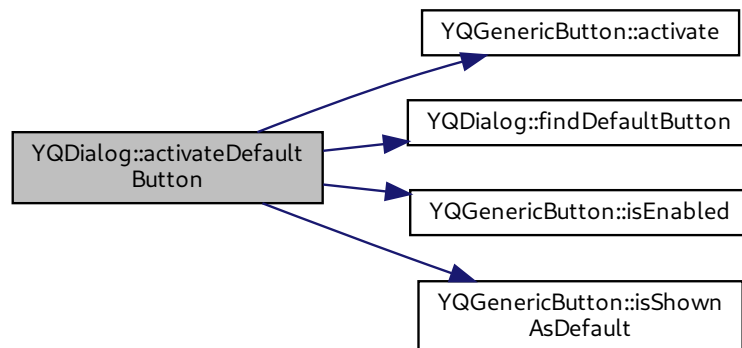 YQGenericButton::activate
YQDialog::findDefaultButton
YQDialog::activateDefault
Button
YQGenericButton::isEnabled
YQGenericButton::isShown
AsDefault